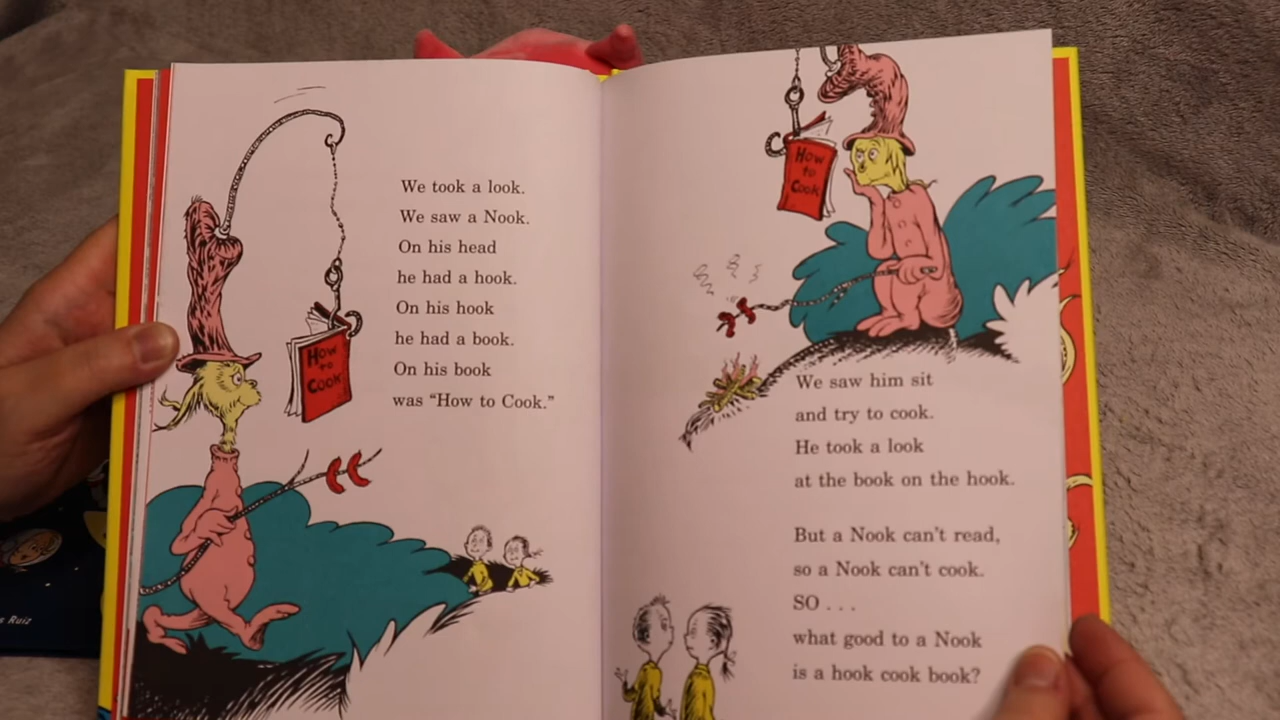 We took a look.
We saw a Nook.
On his head
he had a hook.
On his hook
he had a book.
On his book
was “How to Cook.”
How
to
Cook
How
to
Cook
We saw him sit
and try to cook.
He took a look
at the book on the hook.
But a Nook can’t read,
so a Nook can’t cook.
SO . . .
what good to a Nook
is a hook cook book?
Ruiz